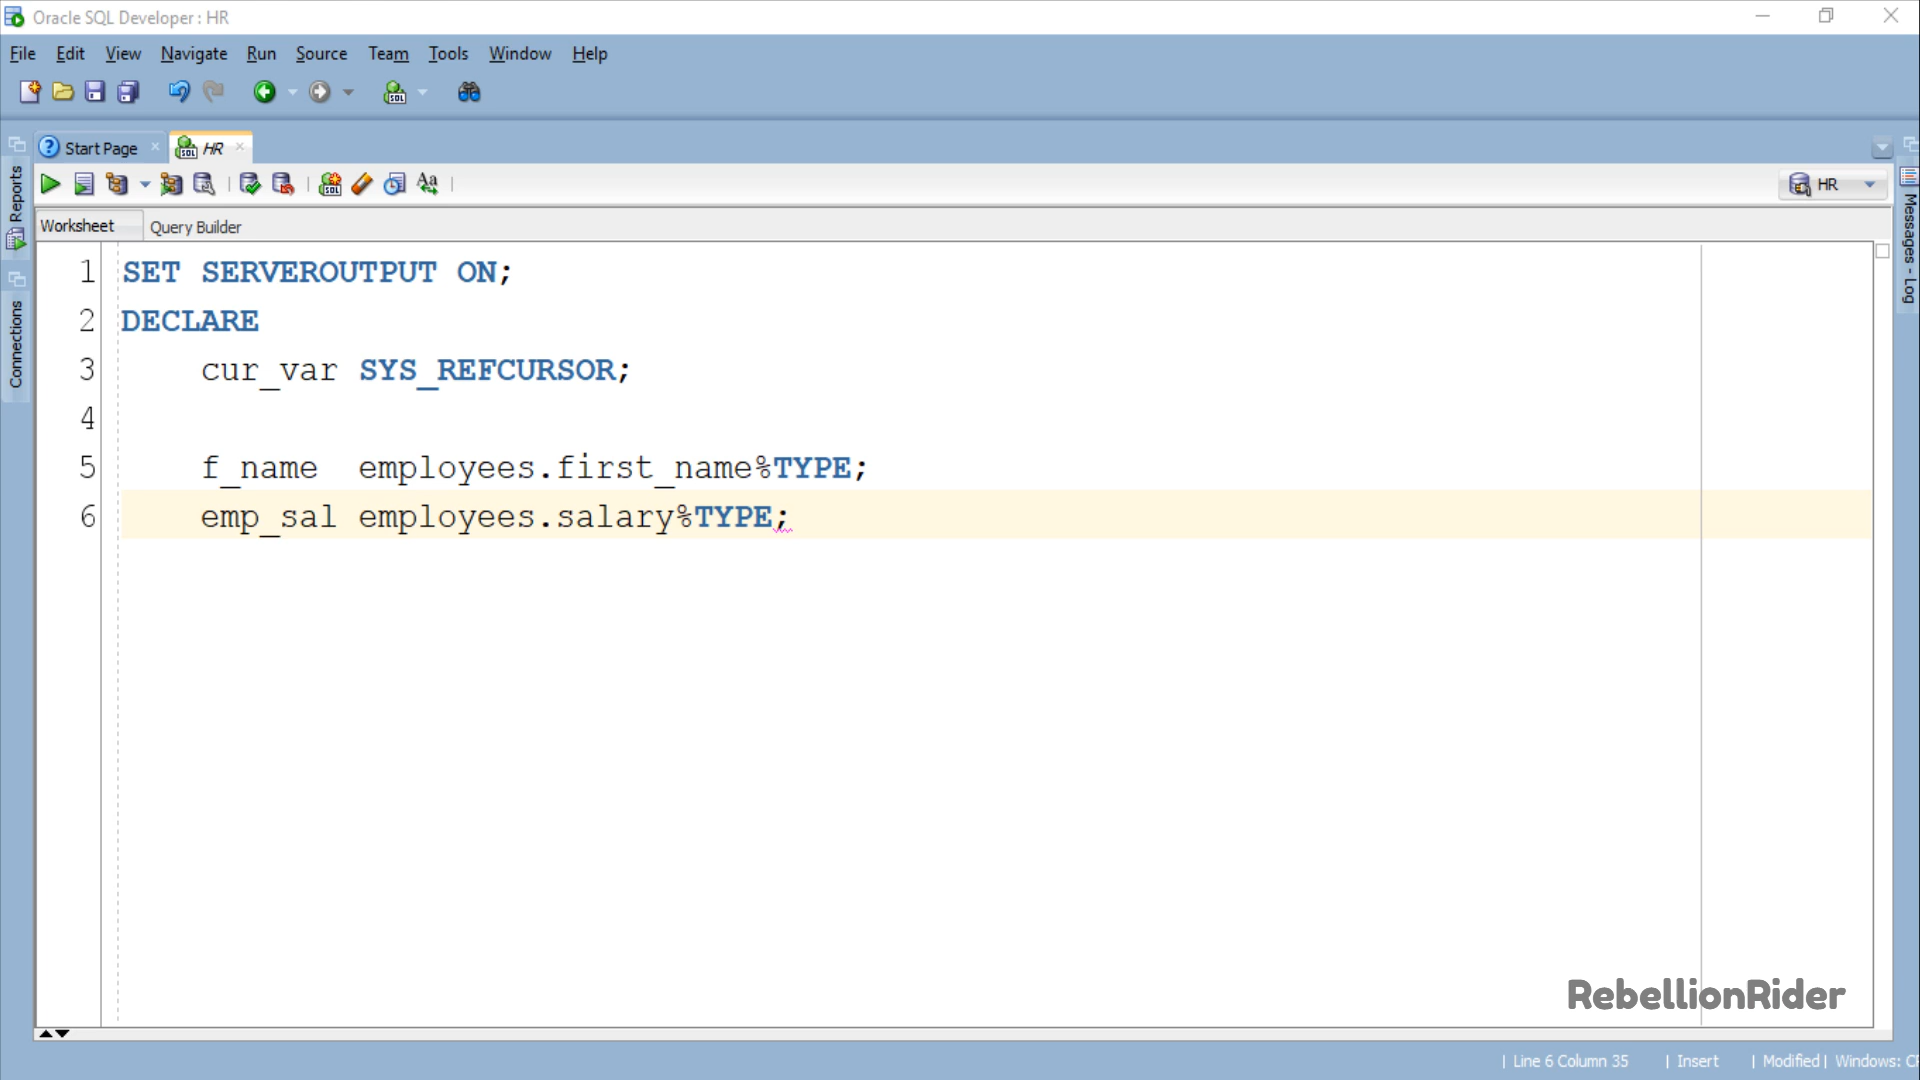 Oracle SQL Developer : HR
File Edit View Navigate Run Source Team Tools Window Help
Start Page HR
HR
Worksheet Query Builder
Reports
Connections
Messages - Log
1 SET SERVEROUTPUT ON;
2 DECLARE
3 cur_var SYS_REFCURSOR;
4
5 f_name employees.first_name%TYPE;
6 emp_sal employees.salary%TYPE;
RebellionRider
| Line 6 Column 35 | Insert | Modified | Windows: